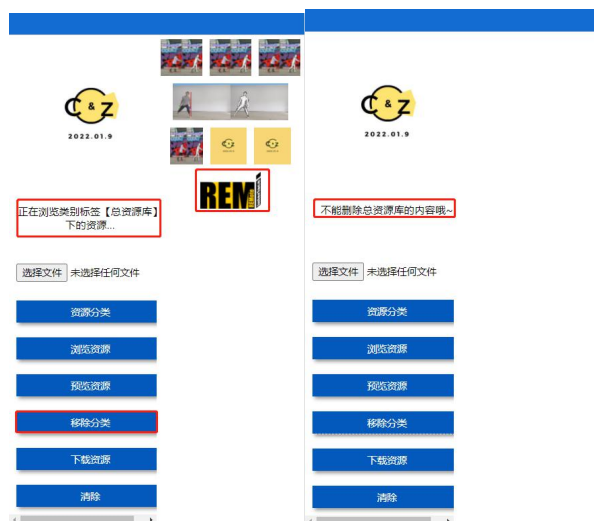 C & Z
2022.01.9
REMI
正在浏览类别标签【总资源库】
下的资源...
选择文件 未选择任何文件
资源分类
浏览资源
预览资源
移除分类
下载资源
清除
C & Z
2022.01.9
不能删除总资源库的内容哦~
选择文件 未选择任何文件
资源分类
浏览资源
预览资源
移除分类
下载资源
清除